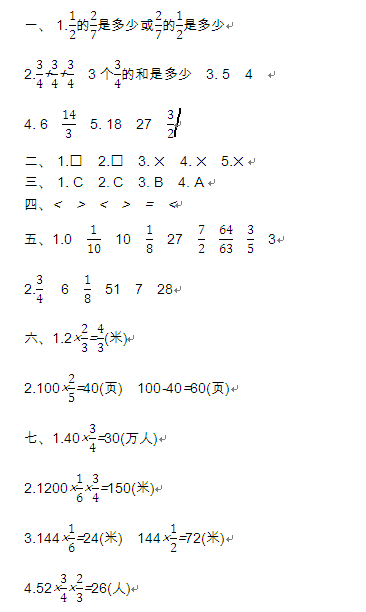 一、 1.1/2的2/7是多少或2/7的1/2是多少↵
2.3/4+3/4+3/4 3个3/4的和是多少 3. 5 4 ↵
4. 6 14/3 5. 18 27 3/2
二、 1.□ 2.□ 3.× 4.× 5.×↵
三、 1. C 2. C 3. B 4. A↵
四、< > < > = <↵
五、1.0 1/10 10 1/8 27 7/2 64/63 3/5 3↵
2.3/4 6 1/8 51 7 28↵
六、1.2×2/3=4/3(米)↵
2.100×2/5=40(页) 100-40=60(页)↵
七、1.40×3/4=30(万人)↵
2.1200×1/6×3/4=150(米)↵
3.144×1/6=24(米) 144×1/2=72(米)↵
4.52×3/4×2/3=26(人)↵